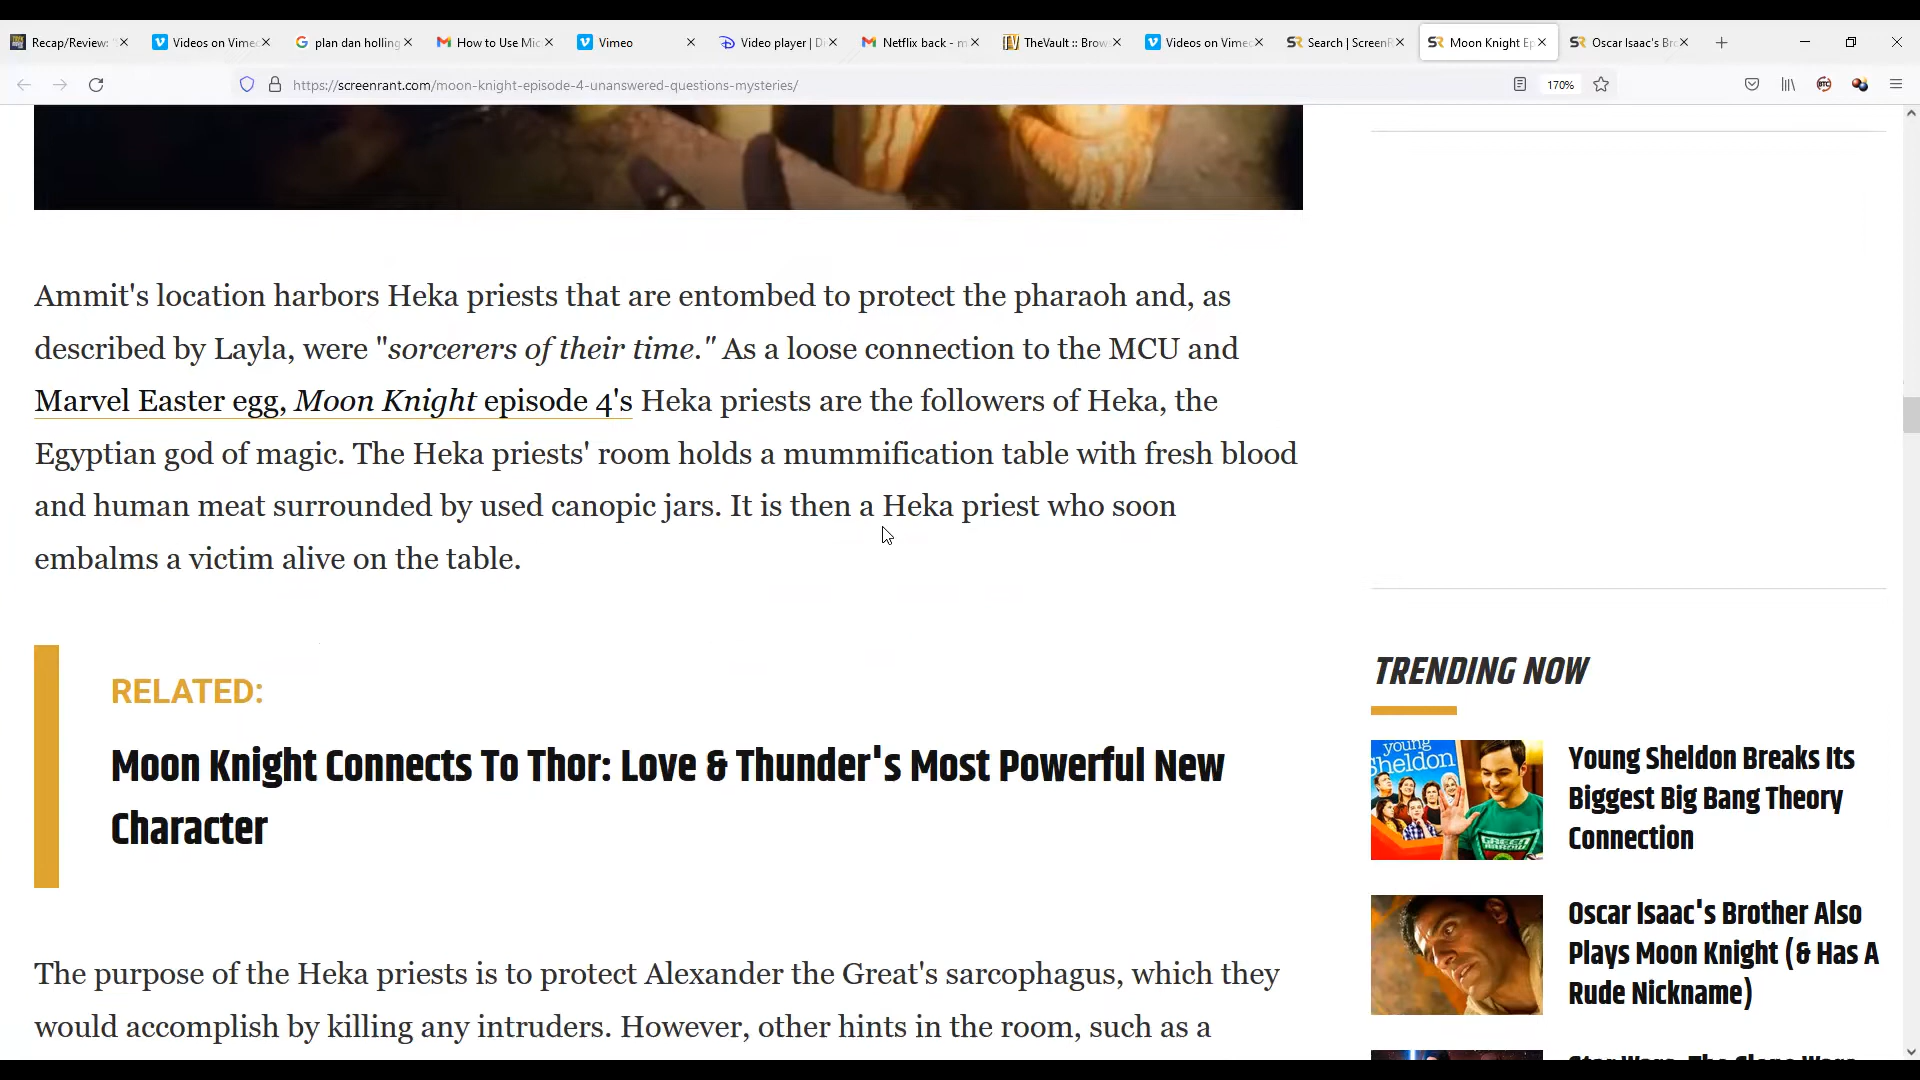 Recap/Review: "
Videos on Vime
plan dan holling
How to Use Mic
Vimeo
Video player | Di
Netflix back - m
TheVault :: Brow
Videos on Vime
Search | ScreenR
Moon Knight Ep
Oscar Isaac's Bro
https://screenrant.com/moon-knight-episode-4-unanswered-questions-mysteries/
170%
Ammit's location harbors Heka priests that are entombed to protect the pharaoh and, as
described by Layla, were "sorcerers of their time." As a loose connection to the MCU and
Marvel Easter egg, Moon Knight episode 4's Heka priests are the followers of Heka, the
Egyptian god of magic. The Heka priests' room holds a mummification table with fresh blood
and human meat surrounded by used canopic jars. It is then a Heka priest who soon
embalms a victim alive on the table.
RELATED:
Moon Knight Connects To Thor: Love & Thunder's Most Powerful New
Character
The purpose of the Heka priests is to protect Alexander the Great's sarcophagus, which they
would accomplish by killing any intruders. However, other hints in the room, such as a
TRENDING NOW
young
Sheldon
Young Sheldon Breaks Its
Biggest Big Bang Theory
Connection
Oscar Isaac's Brother Also
Plays Moon Knight (& Has A
Rude Nickname)
Star Wars: The Clone Wars